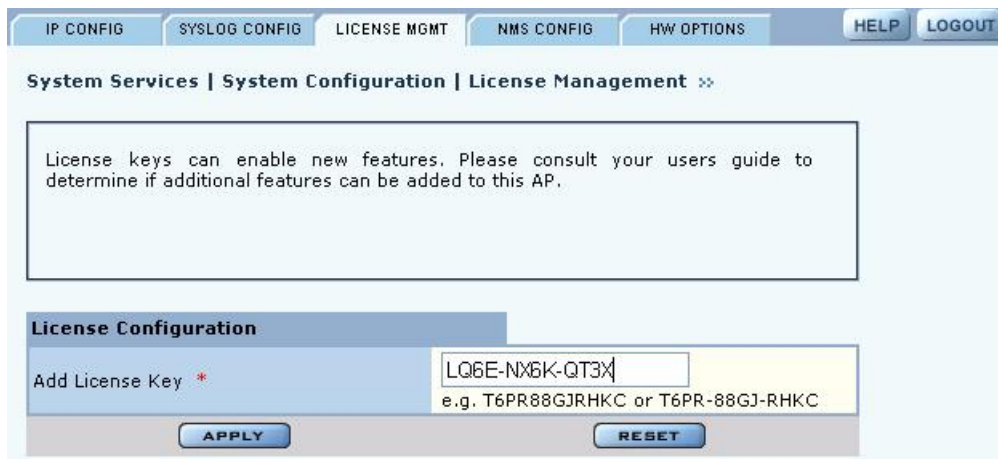 IP CONFIG SYSLOG CONFIG LICENSE MGMT NMS CONFIG HW OPTIONS HELP LOGOUT
System Services | System Configuration | License Management »
License keys can enable new features. Please consult your users guide to
determine if additional features can be added to this AP.
License Configuration
Add License Key *
LQ6E-NX6K-QT3X
e.g. T6PR88GJRHKC or T6PR-88GJ-RHKC
APPLY RESET